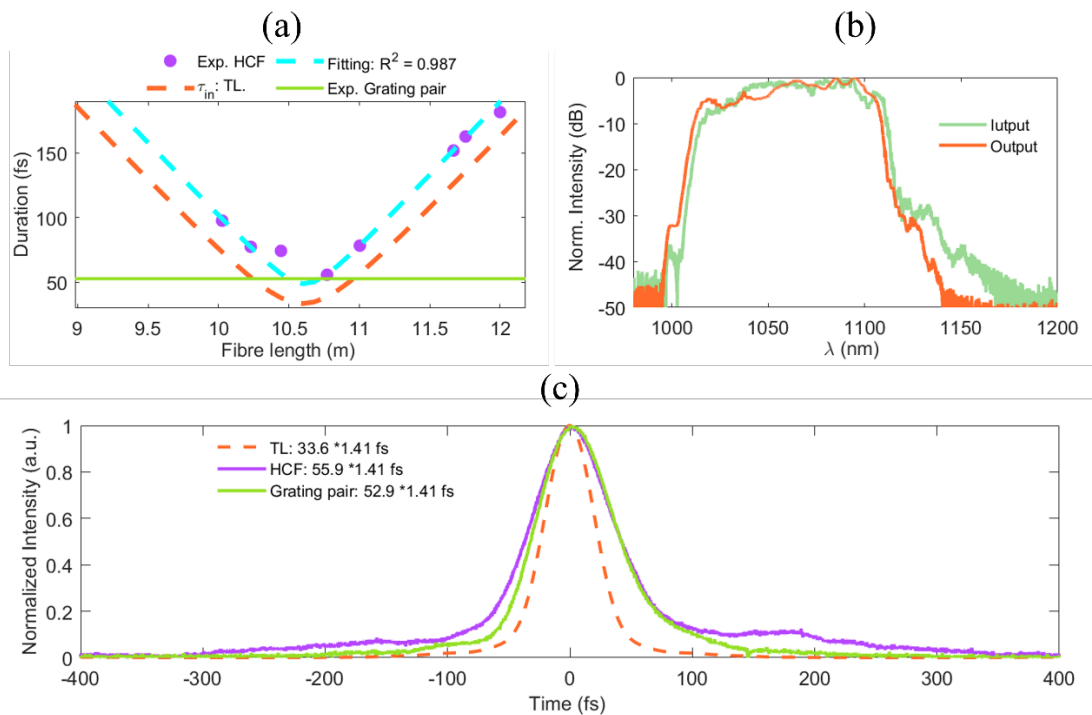 (a)
Exp. HCF
Fitting: R² = 0.987
τin: TL.
Exp. Grating pair
150
100
50
Duration (fs)
9 9.5 10 10.5 11 11.5 12
Fibre length (m)
(b)
0
-10
-20
-30
-40
-50
Norm. Intensity (dB)
Iutput
Output
1000 1050 1100 1150 1200
λ (nm)
(c)
1
0.8
0.6
0.4
0.2
0
Normalized Intensity (a.u.)
TL: 33.6 *1.41 fs
HCF: 55.9 *1.41 fs
Grating pair: 52.9 *1.41 fs
-400 -300 -200 -100 0 100 200 300 400
Time (fs)